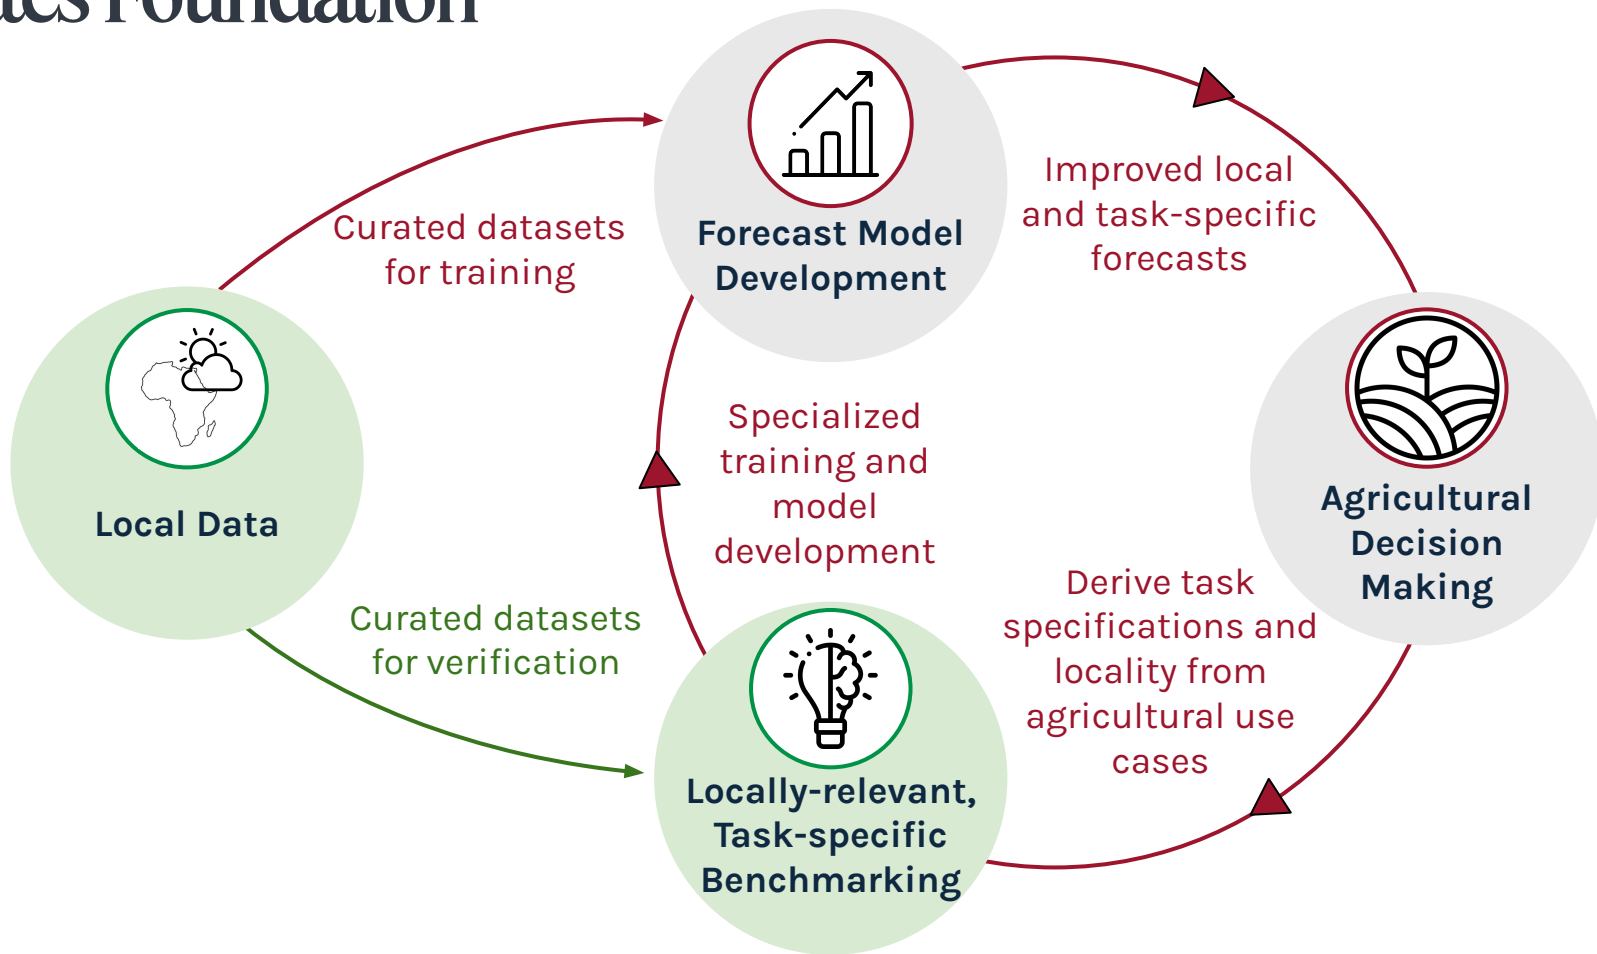 Foundation
Curated datasets
for training
Forecast Model
Development
Improved local
and task-specific
forecasts
Local Data
Specialized
training and
model
development
Agricultural
Decision
Making
Curated datasets
for verification
Derive task
specifications and
locality from
agricultural use
cases
Locally-relevant,
Task-specific
Benchmarking